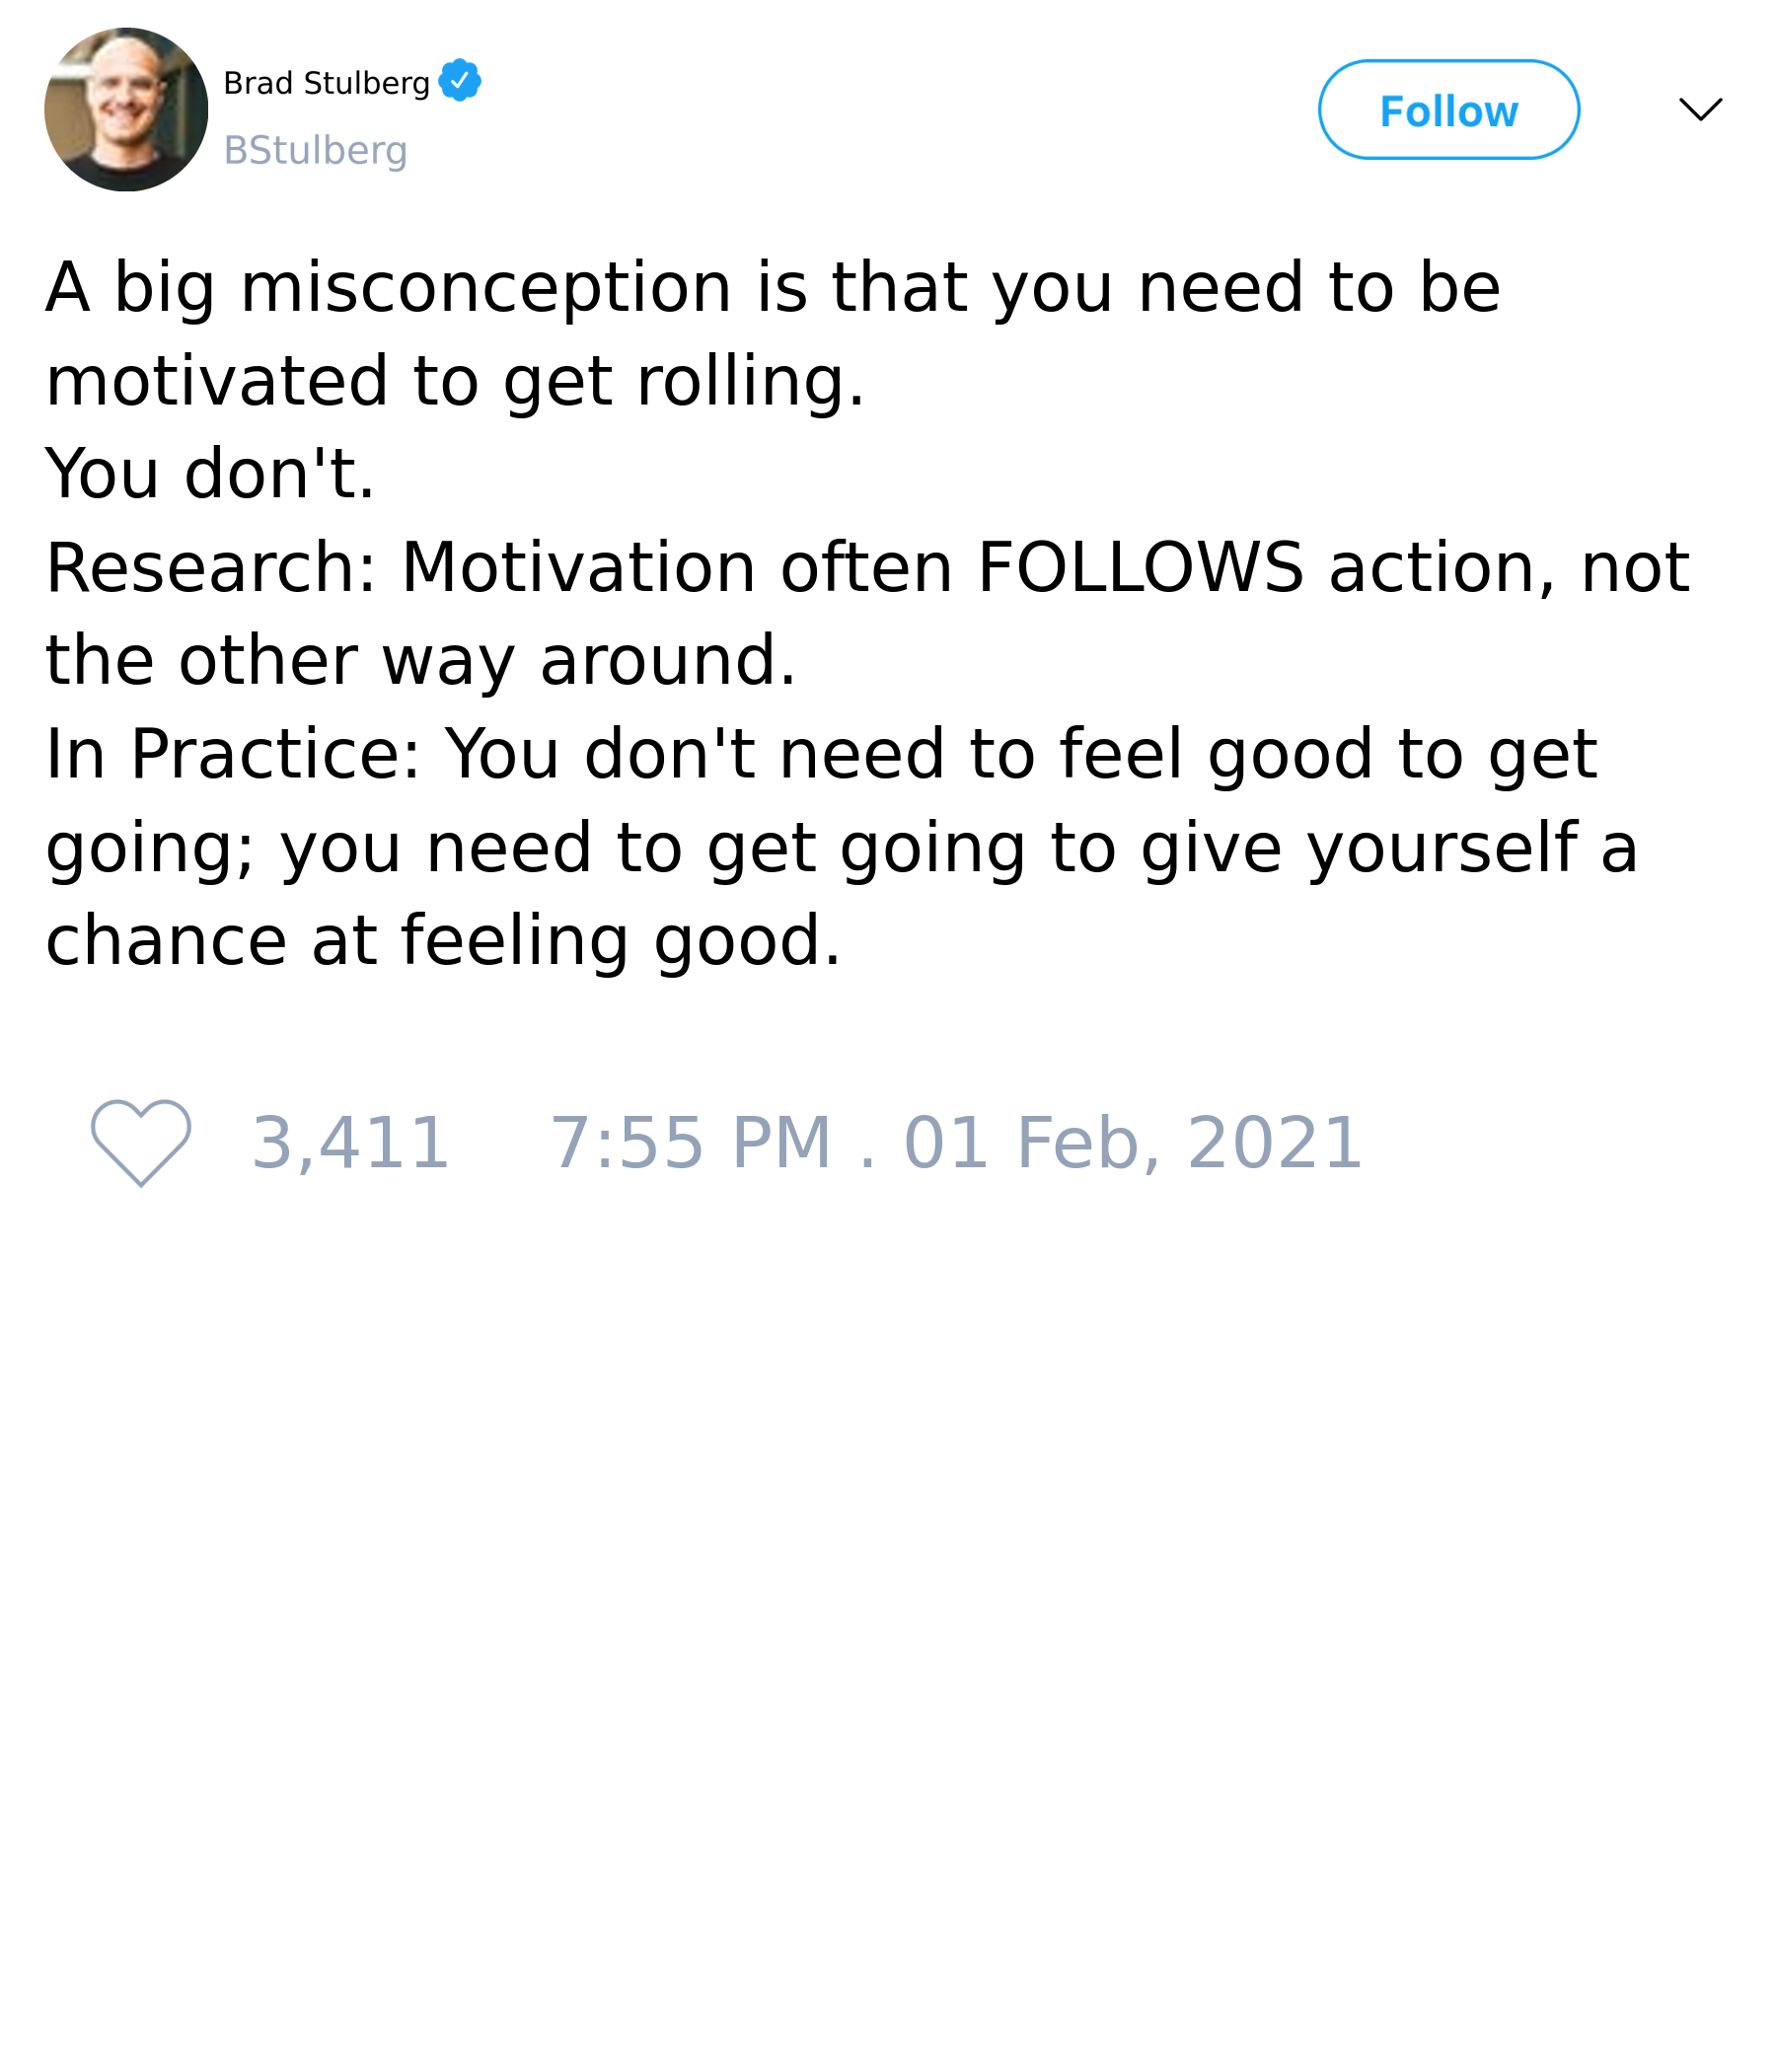 Brad Stulberg
BStulberg
Follow
A big misconception is that you need to be
motivated to get rolling.
You don't.
Research: Motivation often FOLLOWS action, not
the other way around.
In Practice: You don't need to feel good to get
going; you need to get going to give yourself a
chance at feeling good.
3,411 7:55 PM . 01 Feb, 2021